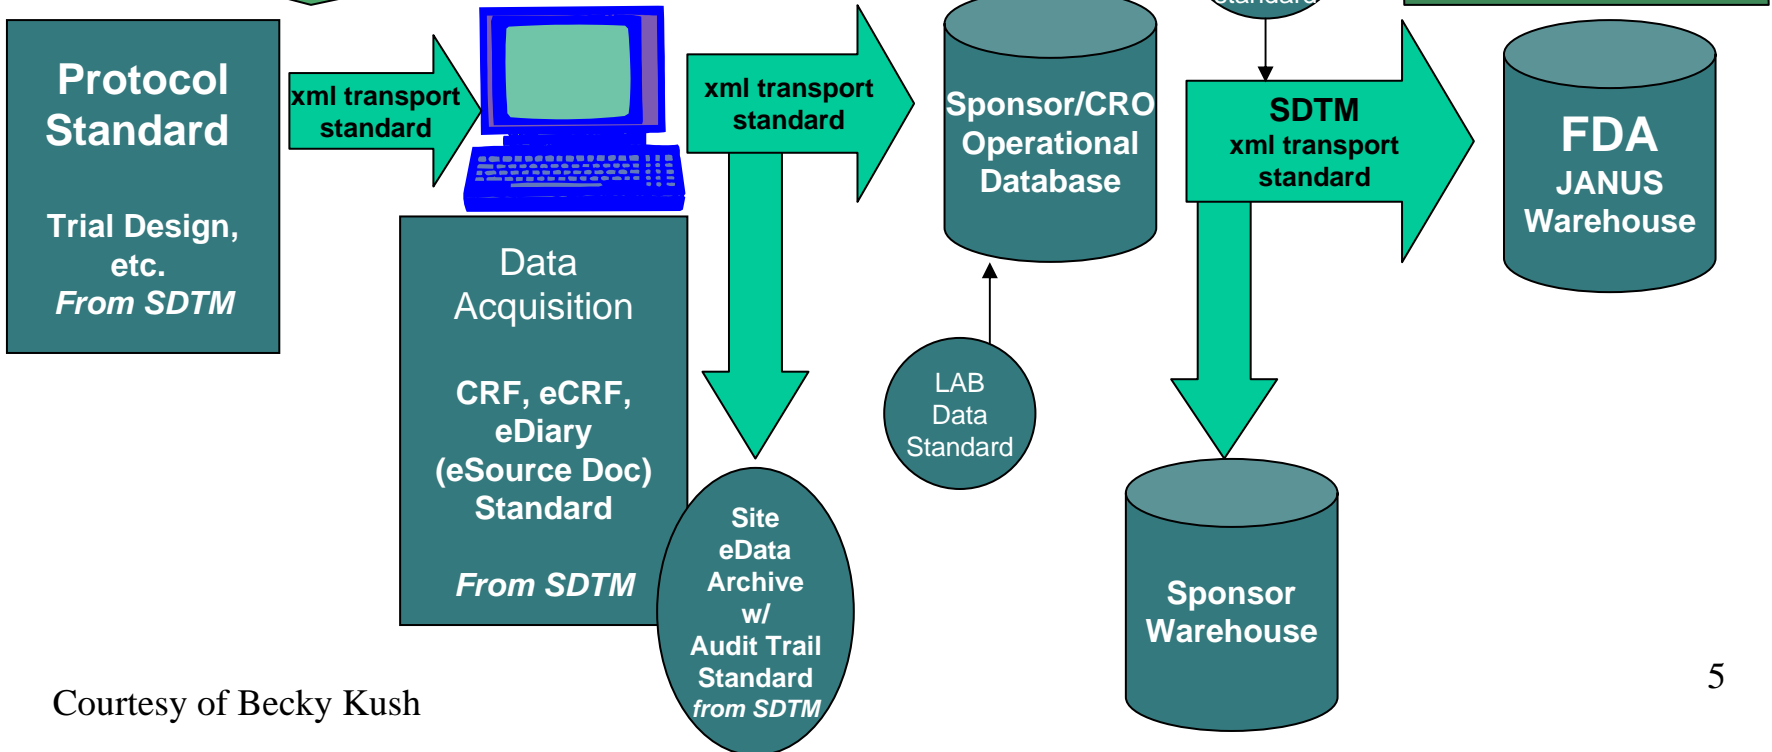 standard
Protocol
Standard
Trial Design,
etc.
From SDTM
xml transport
standard
Data
Acquisition
CRF, eCRF,
eDiary
(eSource Doc)
Standard
From SDTM
xml transport
standard
Site
eData
Archive
w/
Audit Trail
Standard
from SDTM
Sponsor/CRO
Operational
Database
LAB
Data
Standard
SDTM
xml transport
standard
Sponsor
Warehouse
FDA
JANUS
Warehouse
Courtesy of Becky Kush
5